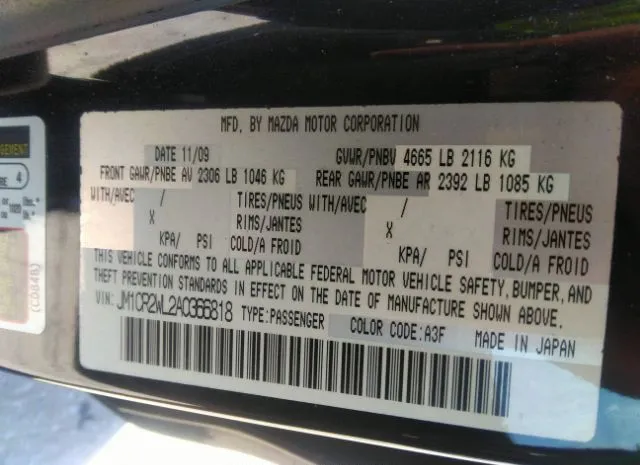 MFD. BY MAZDA MOTOR CORPORATION
DATE 11/09 GVWR/PNBV 4665 LB 2116 KG
FRONT GAWR/PNBE AV 2306 LB 1046 KG REAR GAWR/PNBE AR 2392 LB 1085 KG
WITH/AVEC / TIRES/PNEUS WITH/AVEC / TIRES/PNEUS
X RIMS/JANTES X RIMS/JANTES
KPA/ PSI COLD/A FROID KPA/ PSI COLD/A FROID
THIS VEHICLE CONFORMS TO ALL APPLICABLE FEDERAL MOTOR VEHICLE SAFETY, BUMPER, AND
THEFT PREVENTION STANDARDS IN EFFECT ON THE DATE OF MANUFACTURE SHOWN ABOVE.
VIN: JM1CR2WL2A0366818 TYPE:PASSENGER COLOR CODE:A3F MADE IN JAPAN
4
(C084B)